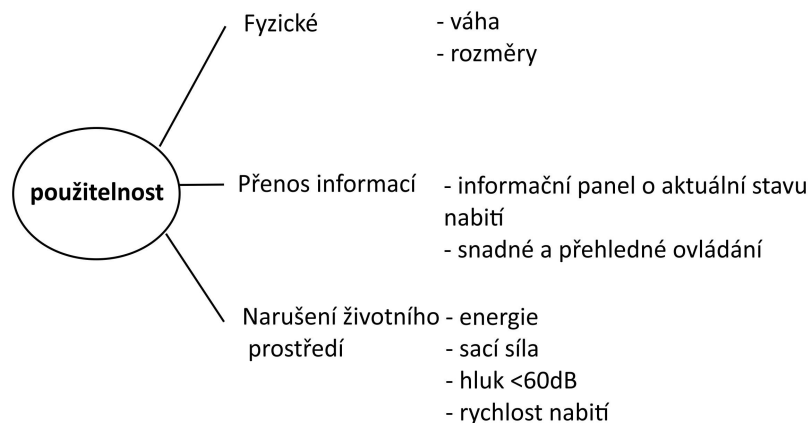 Fyzické
- váha
- rozměry
použitelnost
Přenos informací
- informační panel o aktuální stavu
nabití
- snadné a přehledné ovládání
Narušení životního
prostředí
- energie
- sací síla
- hluk <60dB
- rychlost nabití